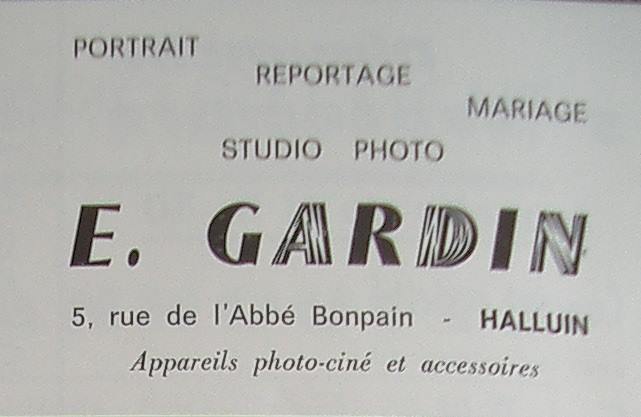 PORTRAIT
REPORTAGE
MARIAGE
STUDIO PHOTO
E. GARDIN
5, rue de l'Abbé Bonpain - HALLUIN
Appareils photo-ciné et accessoires